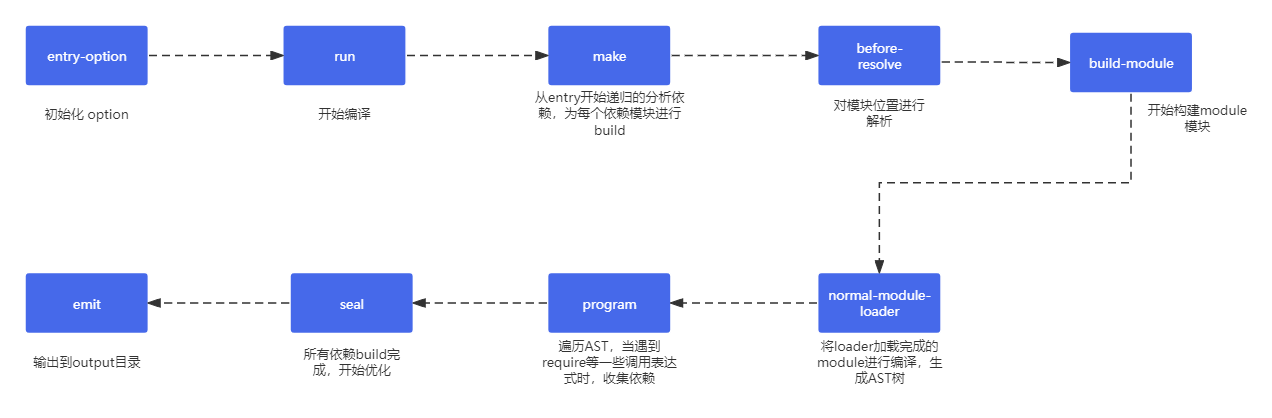 entry-option
初始化 option
run
开始编译
make
从entry开始递归的分析依
赖，为每个依赖模块进行
build
before-
resolve
对模块位置进行
解析
build-module
开始构建module
模块
normal-module-
loader
将loader加载完成的
module进行编译，生
成AST树
program
遍历AST，当遇到
require等一些调用表达
式时，收集依赖
seal
所有依赖build完
成，开始优化
emit
输出到output目录